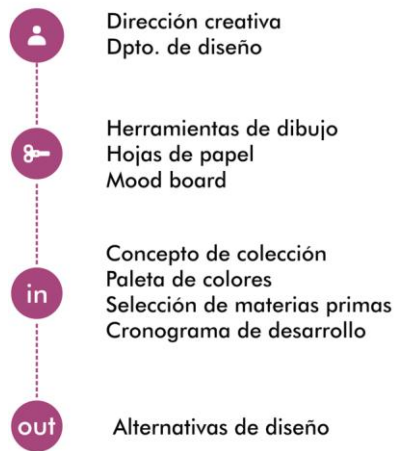 Dirección creativa
Dpto. de diseño
Herramientas de dibujo
Hojas de papel
Mood board
in
Concepto de colección
Paleta de colores
Selección de materias primas
Cronograma de desarrollo
out
Alternativas de diseño